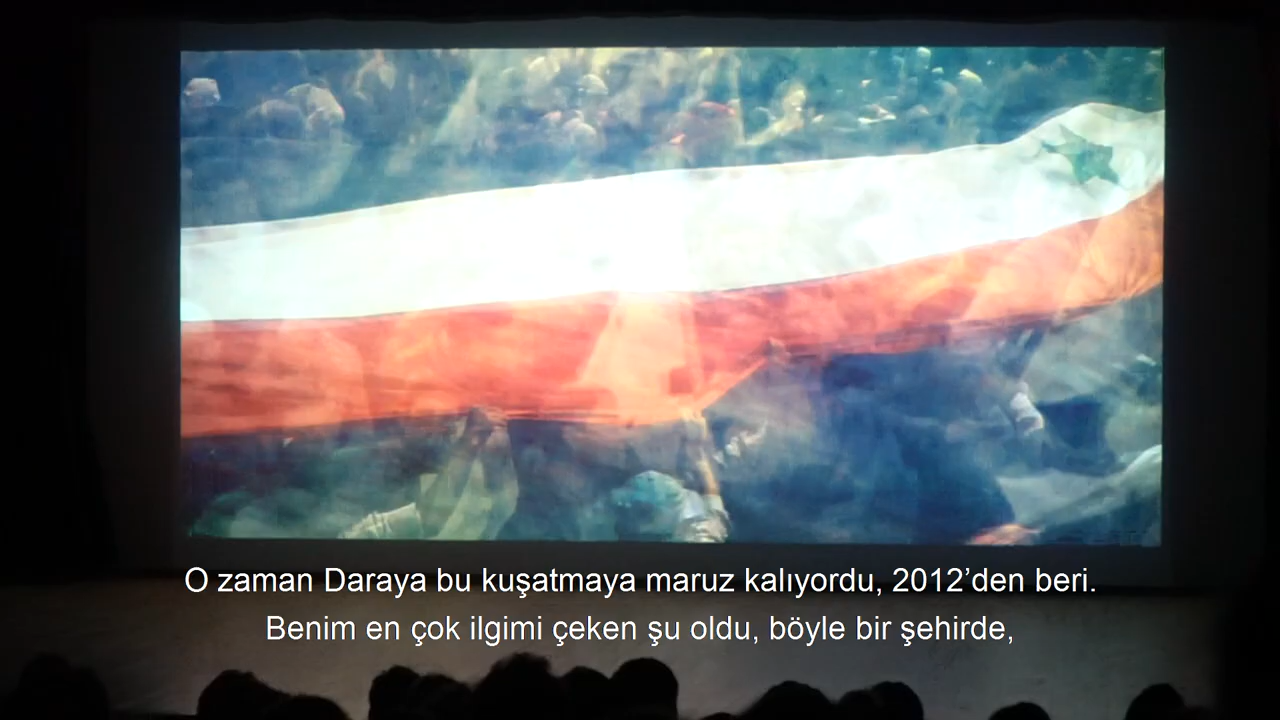 O zaman Daraya bu kuşatmaya maruz kalıyordu, 2012’den beri.
Benim en çok ilgimi çeken şu oldu, böyle bir şehirde,